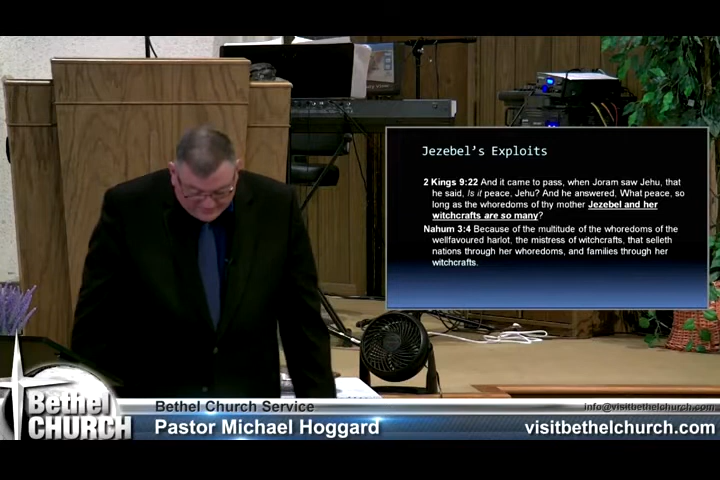 Jezebel's Exploits
2 Kings 9:22 And it came to pass, when Joram saw Jehu, that
he said, Is it peace, Jehu? And he answered, What peace, so
long as the whoredoms of thy mother Jezebel and her
witchcrafts are so many?
Nahum 3:4 Because of the multitude of the whoredoms of the
wellfavoured harlot, the mistress of witchcrafts, that selleth
nations through her whoredoms, and families through her
witchcrafts.
Bethel
CHURCH
Bethel Church Service
info@visitbethelchurch.com
Pastor Michael Hoggard
visitbethelchurch.com